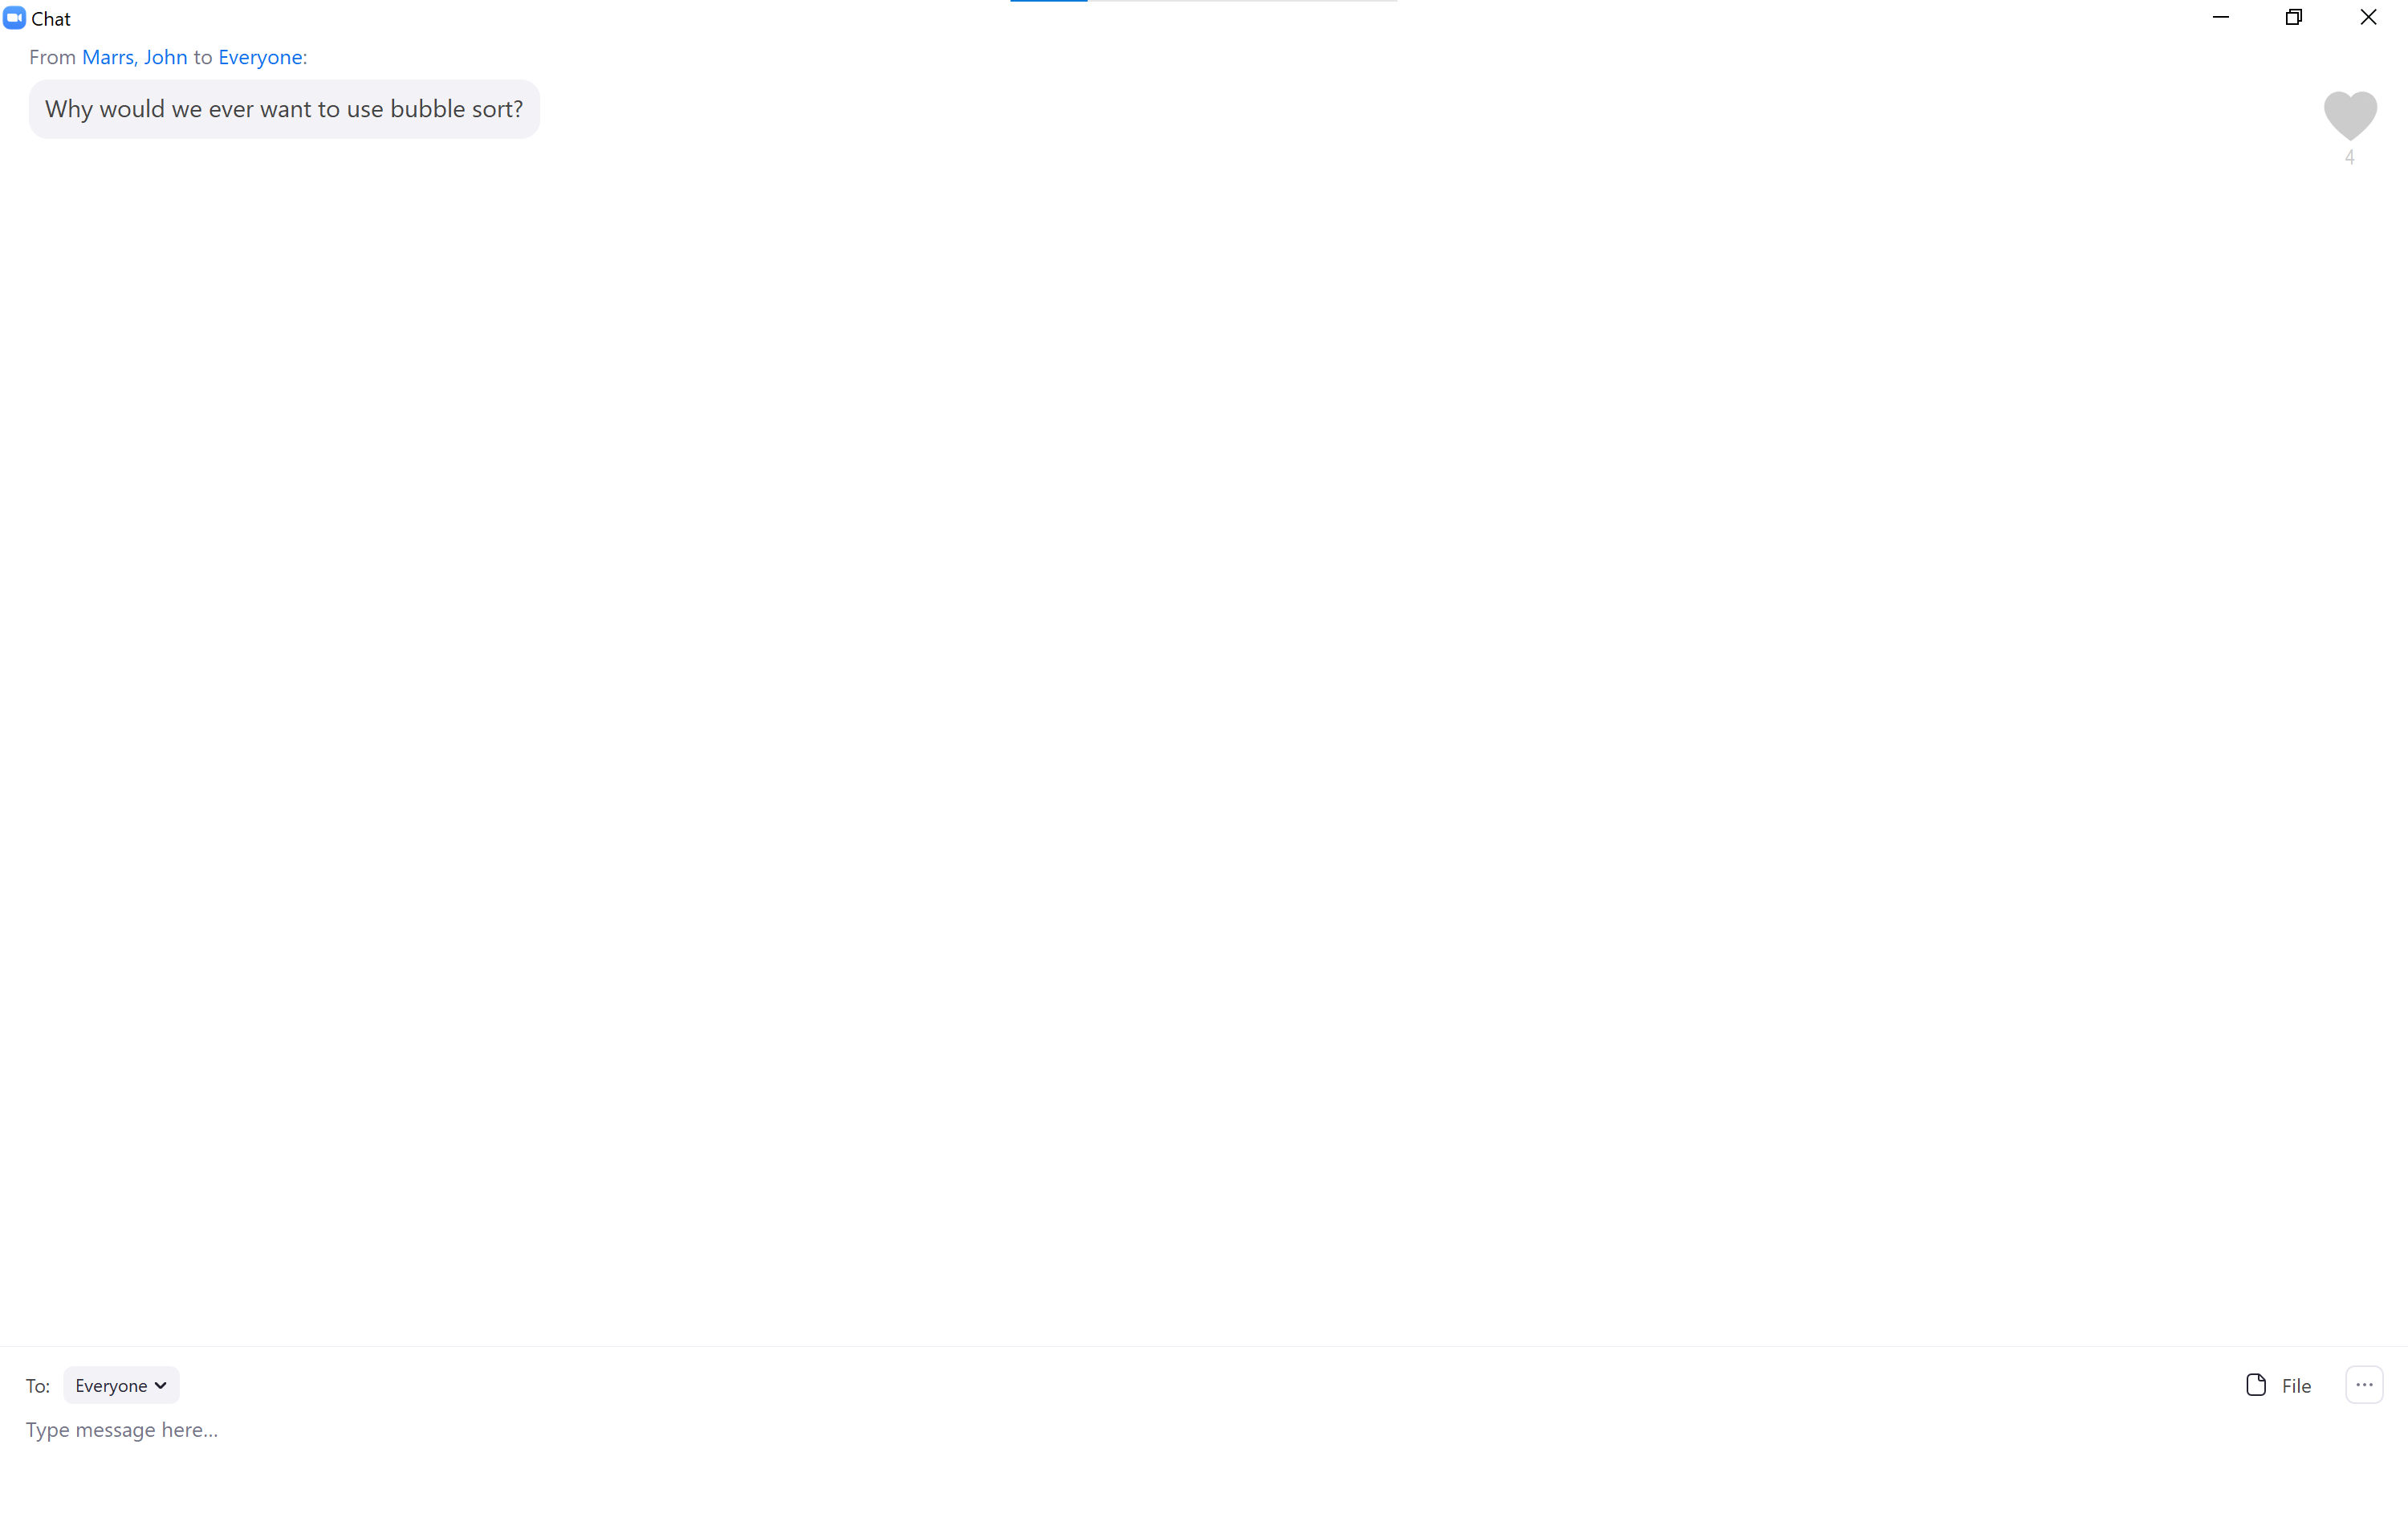 Chat
From Marrs, John to Everyone:
Why would we ever want to use bubble sort?
4
To: Everyone File
Type message here...